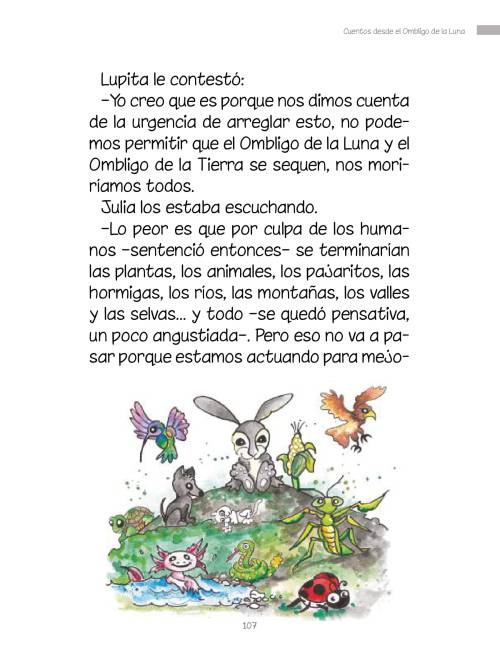 Cuentos desde el Ombligo de la Luna
Lupita le contestó:
–Yo creo que es porque nos dimos cuenta
de la urgencia de arreglar esto, no pode-
mos permitir que el Ombligo de la Luna y el
Ombligo de la Tierra se sequen, nos mori-
ríamos todos.
Julia los estaba escuchando.
–Lo peor es que por culpa de los huma-
nos –sentenció entonces– se terminarían
las plantas, los animales, los pajaritos, las
hormigas, los ríos, las montañas, los valles
y las selvas... y todo –se quedó pensativa,
un poco angustiada–. Pero eso no va a pa-
sar porque estamos actuando para mejo-
107